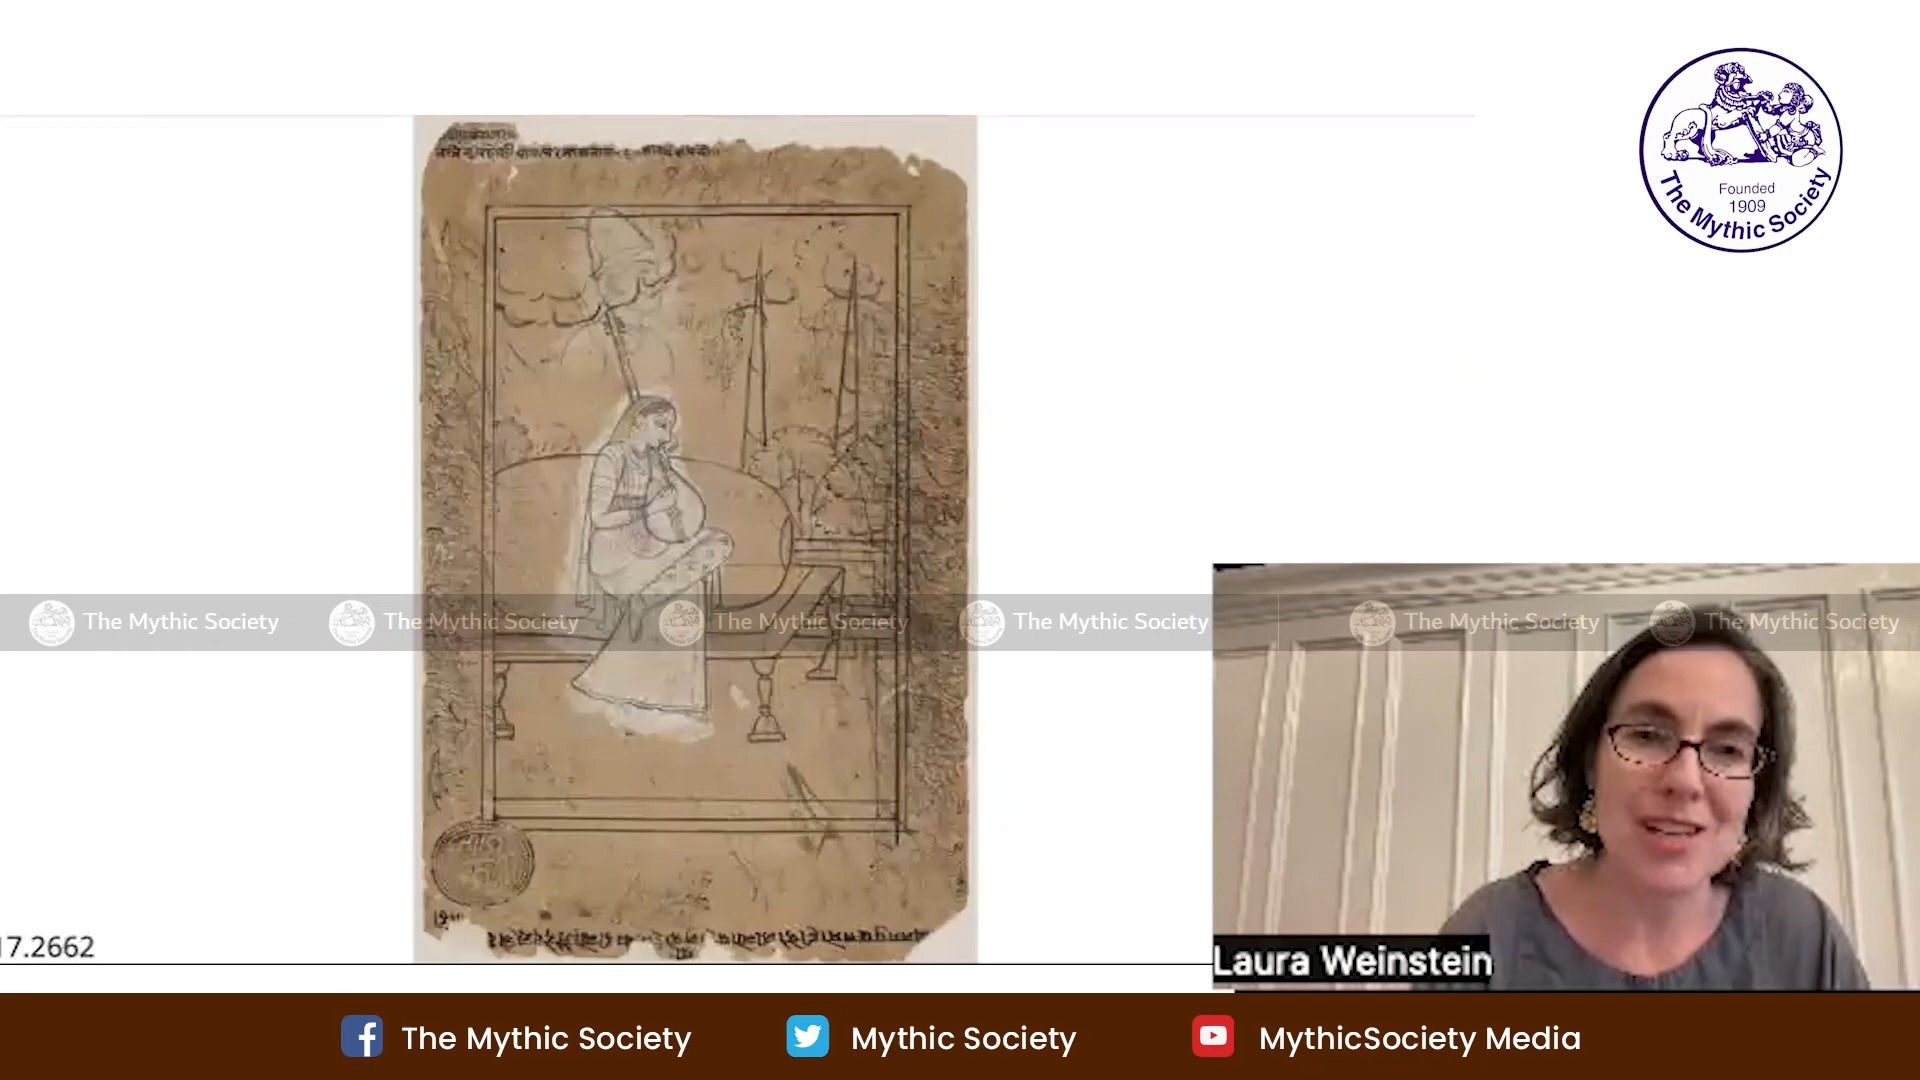 Founded
1909
The Mythic Society
The Mythic Society The Mythic Society The Mythic Society The Mythic Society The Mythic Society The Mythic Society
17.2662
Laura Weinstein
The Mythic Society Mythic Society MythicSociety Media